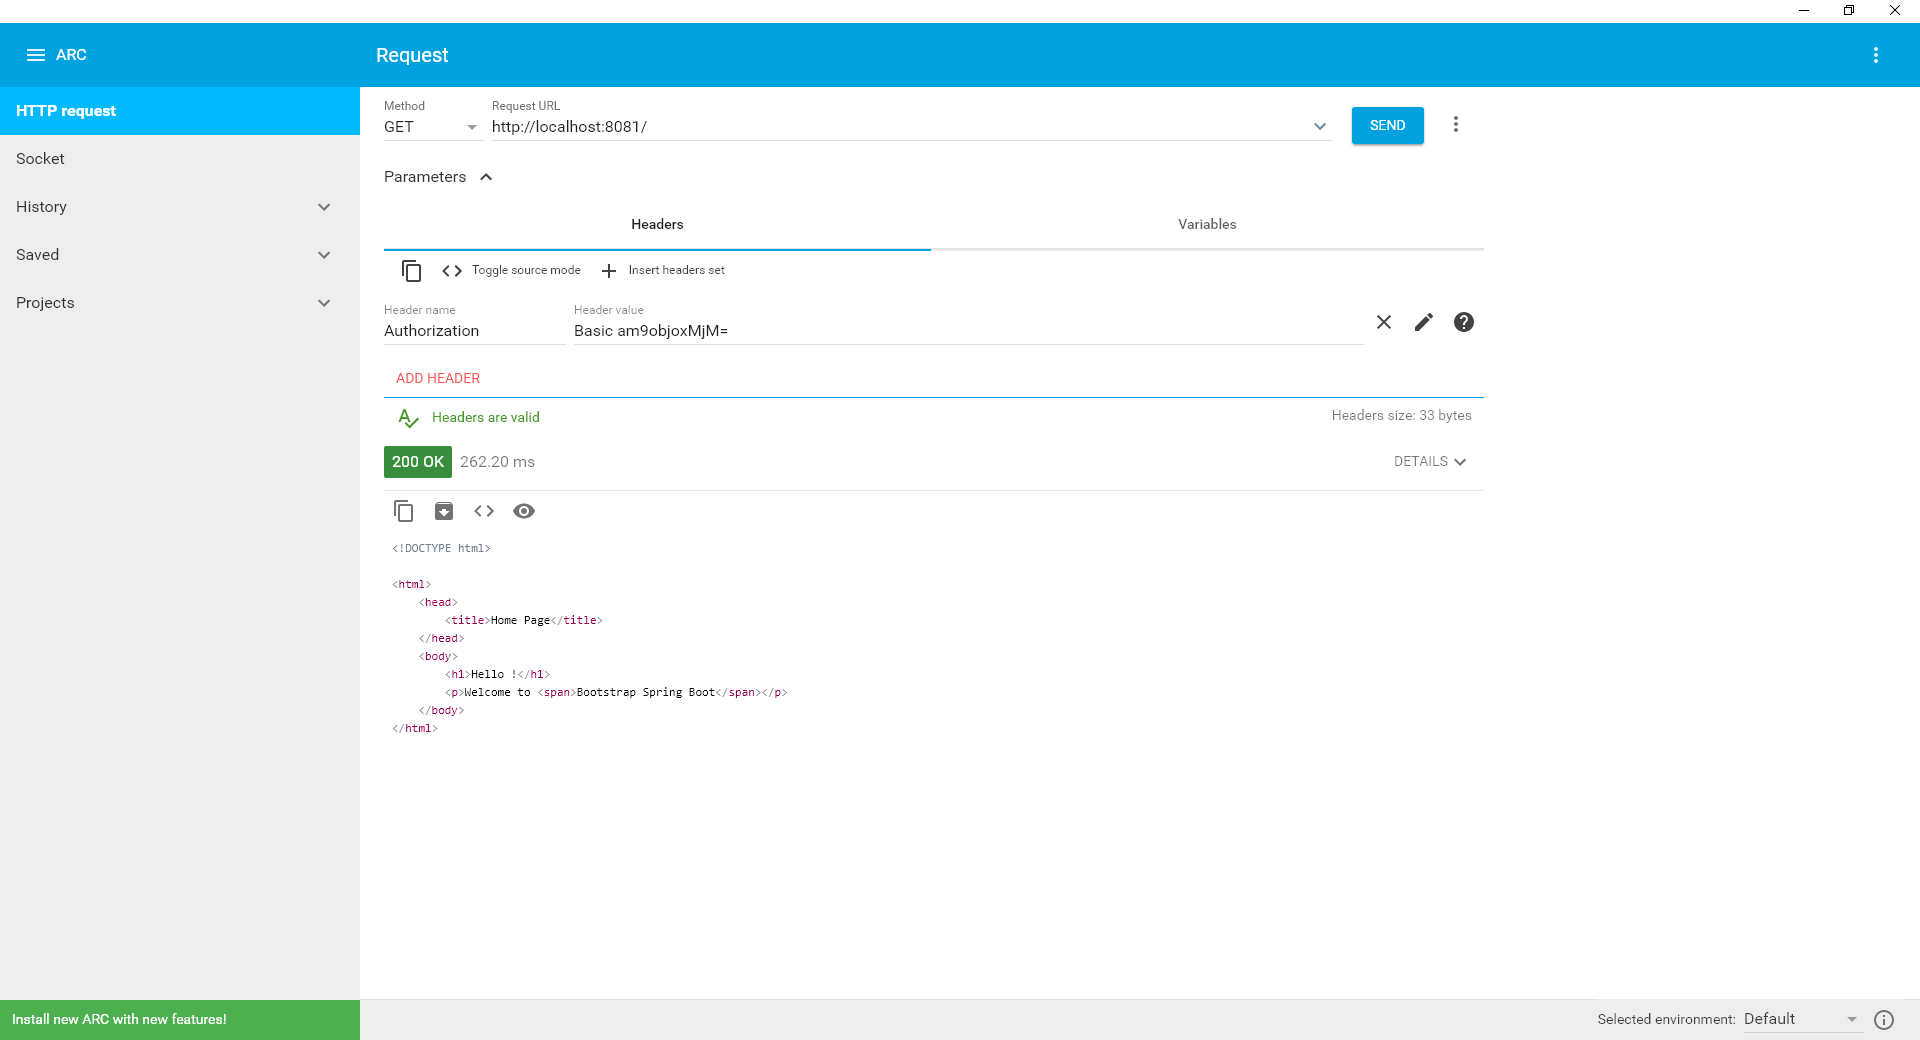 ARC
Request
HTTP request
Socket
History
Saved
Projects
Method
GET
Request URL
http://localhost:8081/
SEND
Parameters
Headers
Variables
Toggle source mode
Insert headers set
Header name
Authorization
Header value
Basic am9objoxMjM=
ADD HEADER
Headers are valid
Headers size: 33 bytes
200 OK
262.20 ms
DETAILS
<!DOCTYPE html>
<html>
<head>
<title>Home Page</title>
</head>
<body>
<h1>Hello !</h1>
<p>Welcome to <span>Bootstrap Spring Boot</span></p>
</body>
</html>
Install new ARC with new features!
Selected environment: Default